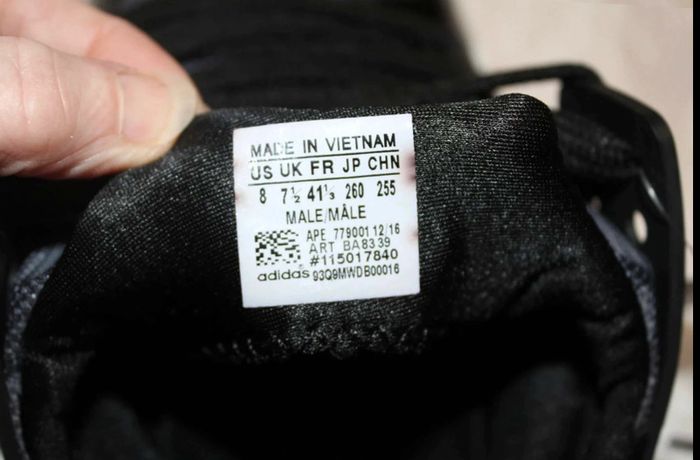 MADE IN VIETNAM
US UK FR JP CHN
8 7½ 41⅓ 260 255
MALE/MÂLE
APE 779001 12/16
ART BA8339
#115017840
adidas 93Q9MWDB00016